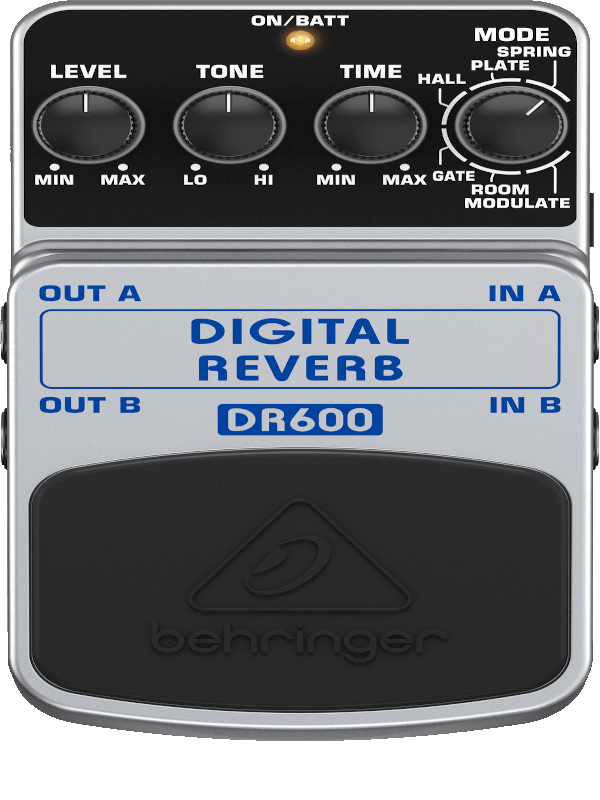 ON/BATT
MODE
SPRING
PLATE
HALL
LEVEL
TONE
TIME
MIN MAX
LO HI
MIN MAX
GATE
ROOM
MODULATE
OUT A
IN A
DIGITAL
REVERB
OUT B
IN B
DR600
behringer